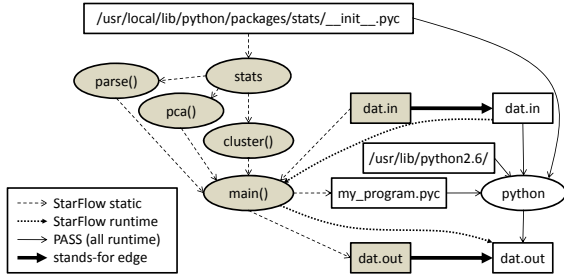 /usr/local/lib/python/packages/stats/__init__.pyc
stats
parse()
pca()
dat.in
dat.in
cluster()
/usr/lib/python2.6/
main()
my_program.pyc
python
StarFlow static
StarFlow runtime
PASS (all runtime)
stands-for edge
dat.out
dat.out